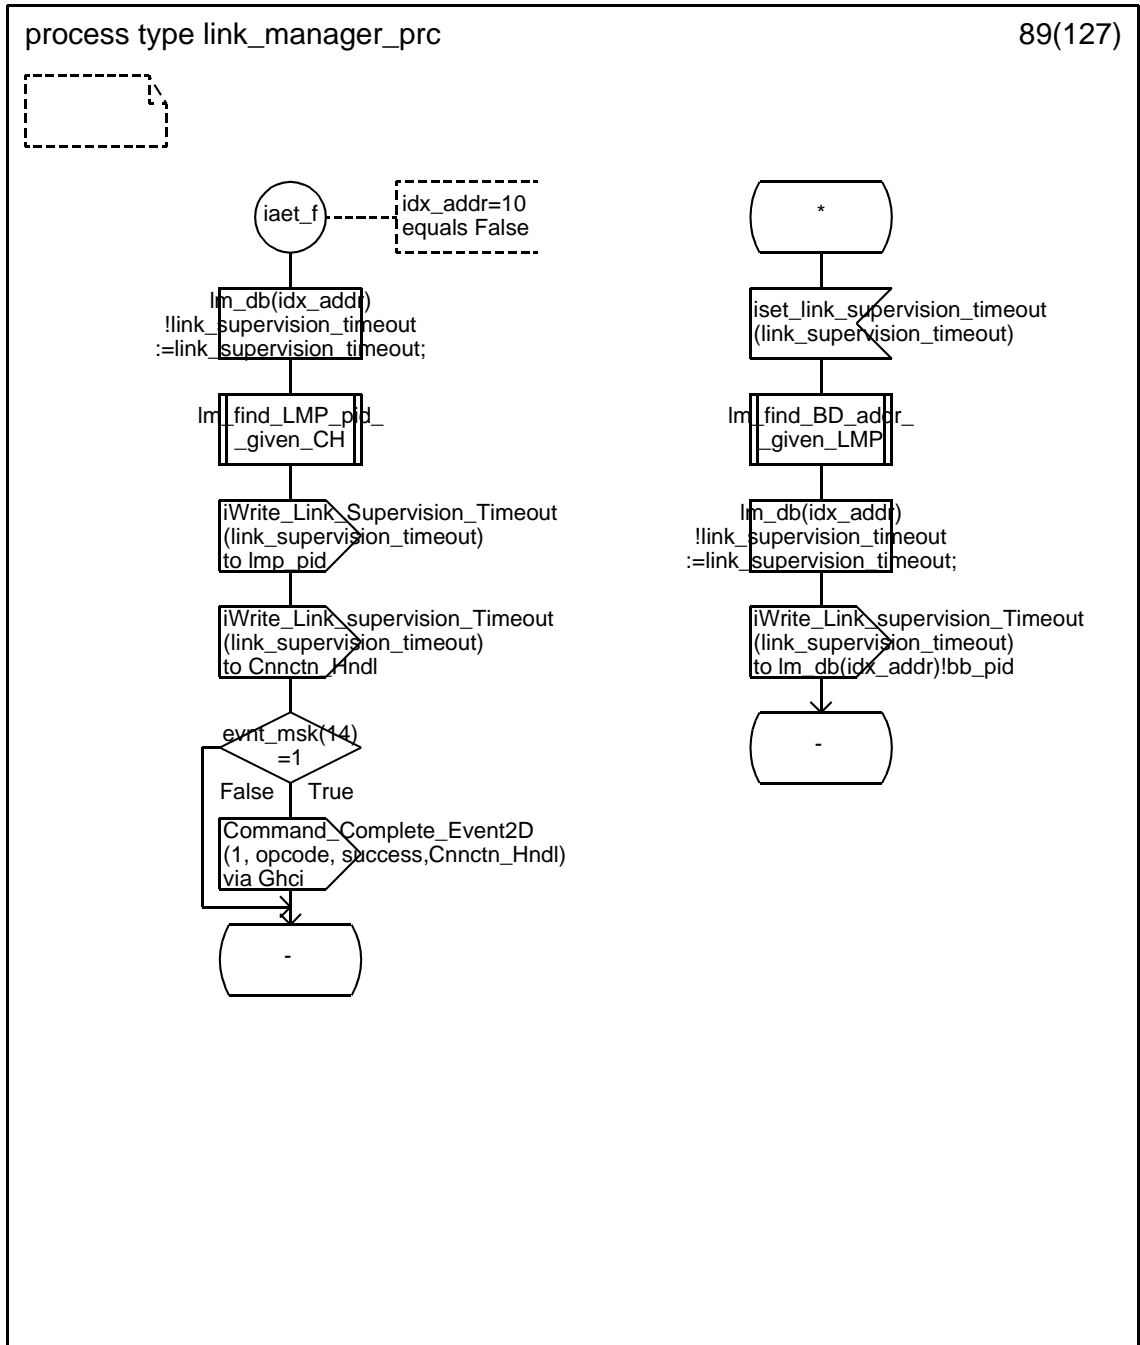 process type link_manager_prc
89(127)
iaet_f
idx_addr=10
equals False
lm_db(idx_addr)
!link_supervision_timeout
:=link_supervision_timeout;
lm_find_LMP_pid_
_given_CH
iWrite_Link_Supervision_Timeout
(link_supervision_timeout)
to lmp_pid
iWrite_Link_supervision_Timeout
(link_supervision_timeout)
to Cnnctn_Hndl
evnt_msk(14)
=1
False
True
Command_Complete_Event2D
(1, opcode, success,Cnnctn_Hndl)
via Ghci
-
*
iset_link_supervision_timeout
(link_supervision_timeout)
lm_find_BD_addr_
_given_LMP
lm_db(idx_addr)
!link_supervision_timeout
:=link_supervision_timeout;
iWrite_Link_supervision_Timeout
(link_supervision_timeout)
to lm_db(idx_addr)!bb_pid
-